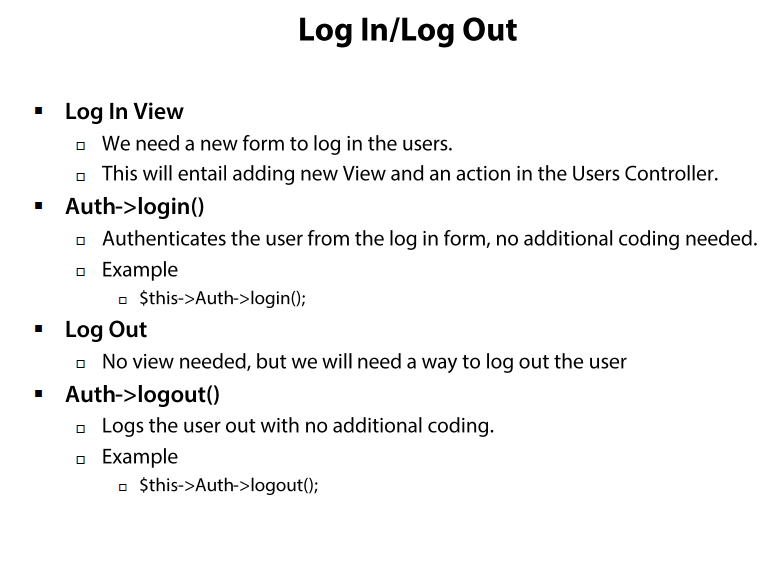 Log In/Log Out
▪ Log In View
▫ We need a new form to log in the users.
▫ This will entail adding new View and an action in the Users Controller.
▪ Auth->login()
▫ Authenticates the user from the log in form, no additional coding needed.
▫ Example
▫ $this->Auth->login();
▪ Log Out
▫ No view needed, but we will need a way to log out the user
▪ Auth->logout()
▫ Logs the user out with no additional coding.
▫ Example
▫ $this->Auth->logout();